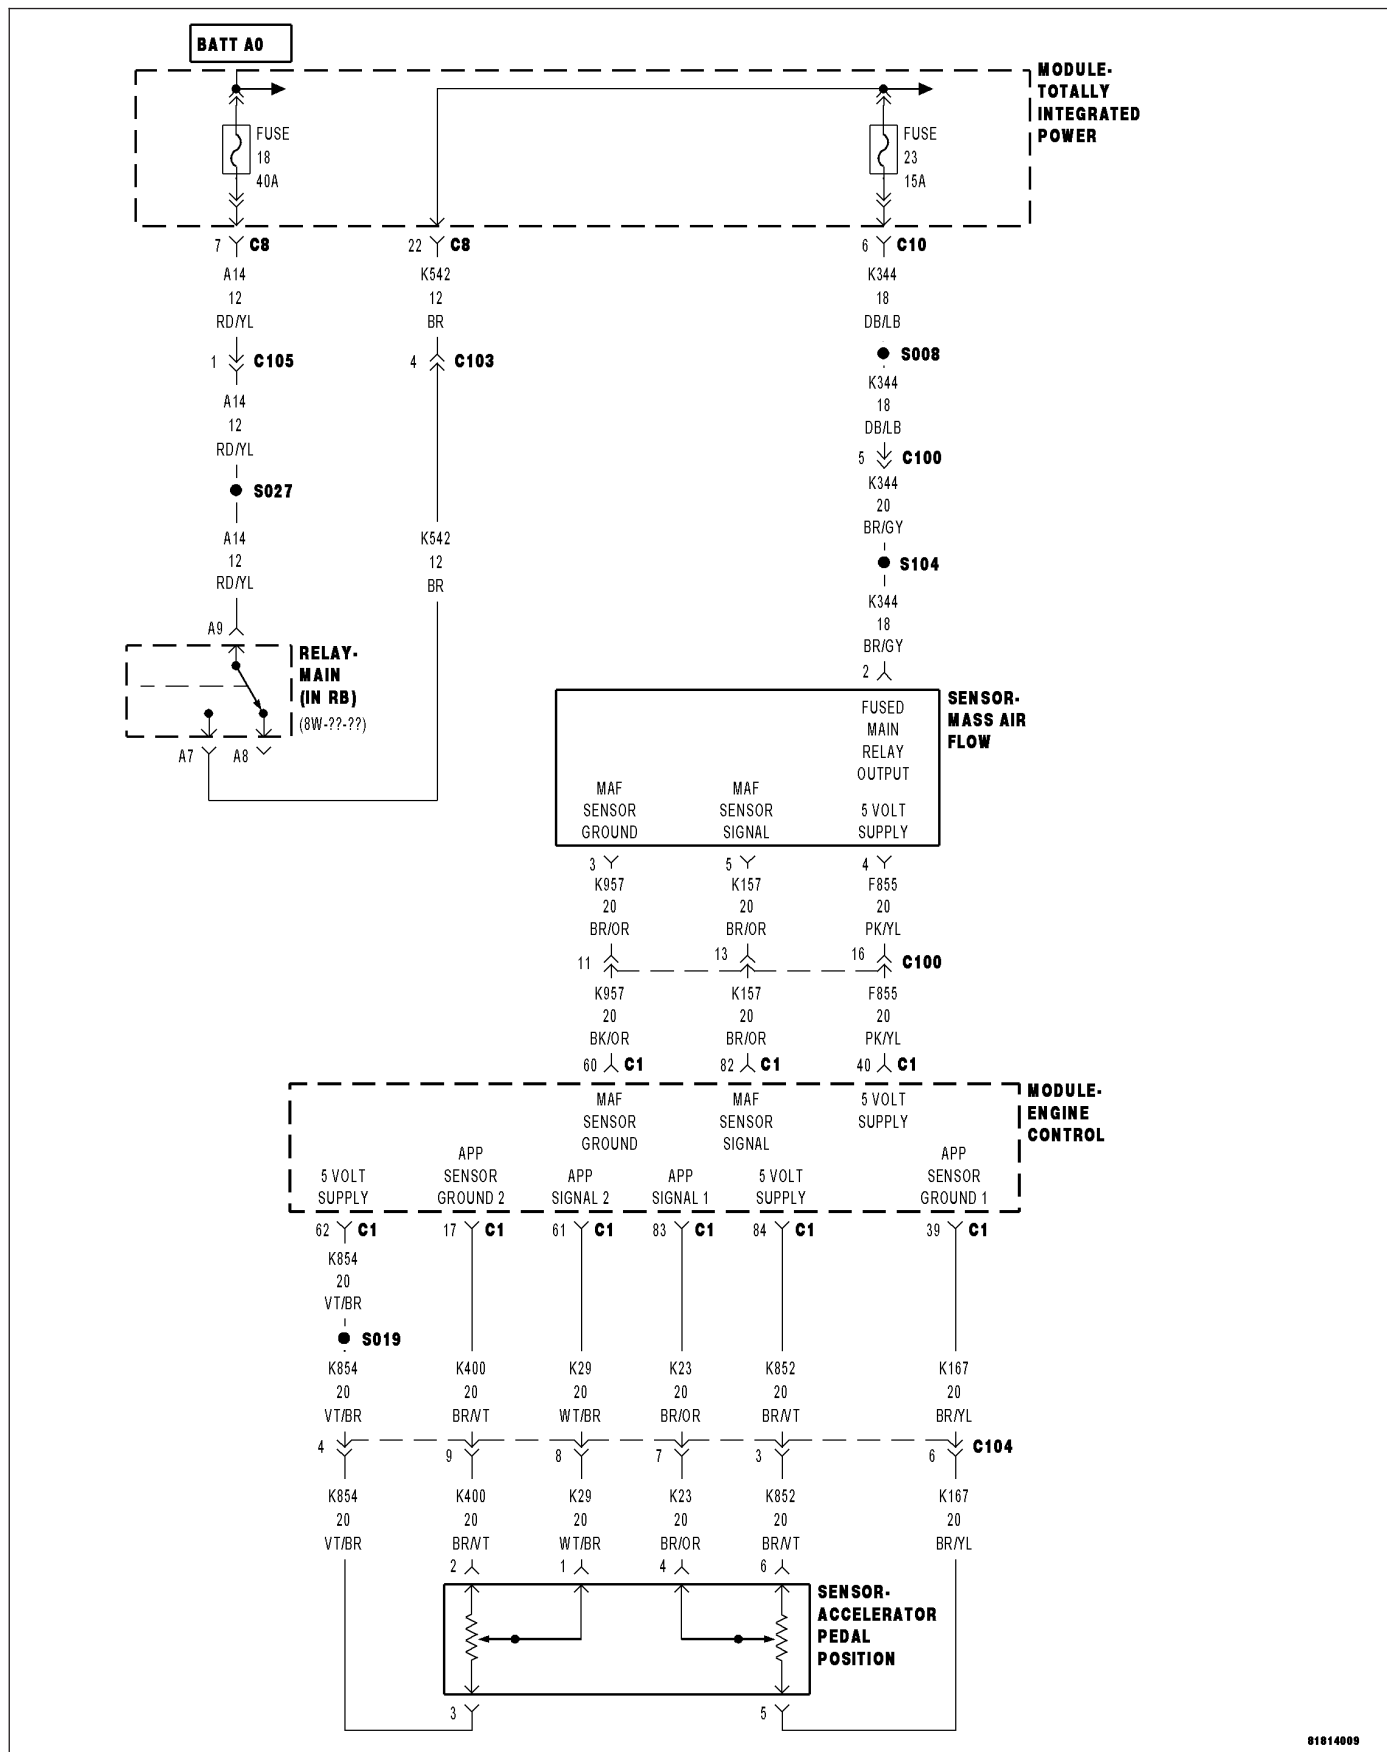 BATT A0
MODULE-
TOTALLY
INTEGRATED
POWER
FUSE
18
40A
FUSE
23
15A
7 C8
22 C8
6 C10
A14
12
RD/YL
K542
12
BR
K344
18
DB/LB
1 C105
4 C103
S008
K344
18
DB/LB
A14
12
RD/YL
5 C100
K344
20
BR/GY
S027
A14
12
RD/YL
K542
12
BR
S104
K344
18
BR/GY
A9
RELAY-
MAIN
(IN RB)
(8W-??-??)
A7 A8
2
SENSOR-
MASS AIR
FLOW
FUSED
MAIN
RELAY
OUTPUT
MAF
SENSOR
GROUND
MAF
SENSOR
SIGNAL
5 VOLT
SUPPLY
3 5 4
K957
20
BR/OR
K157
20
BR/OR
F855
20
PK/YL
11 13 16 C100
K957
20
BK/OR
K157
20
BR/OR
F855
20
PK/YL
60 C1 82 C1 40 C1
MODULE-
ENGINE
CONTROL
MAF
SENSOR
GROUND
MAF
SENSOR
SIGNAL
5 VOLT
SUPPLY
5 VOLT
SUPPLY
APP
SENSOR
GROUND 2
APP
SIGNAL 2
APP
SIGNAL 1
5 VOLT
SUPPLY
APP
SENSOR
GROUND 1
62 C1 17 C1 61 C1 83 C1 84 C1 39 C1
K854
20
VT/BR
S019
K854 K400 K29 K23 K852 K167
20 20 20 20 20 20
VT/BR BR/VT WT/BR BR/OR BR/VT BR/YL
4 9 8 7 3 6 C104
K854 K400 K29 K23 K852 K167
20 20 20 20 20 20
VT/BR BR/VT WT/BR BR/OR BR/VT BR/YL
2 1 4 6
SENSOR-
ACCELERATOR
PEDAL
POSITION
3 5
81814009